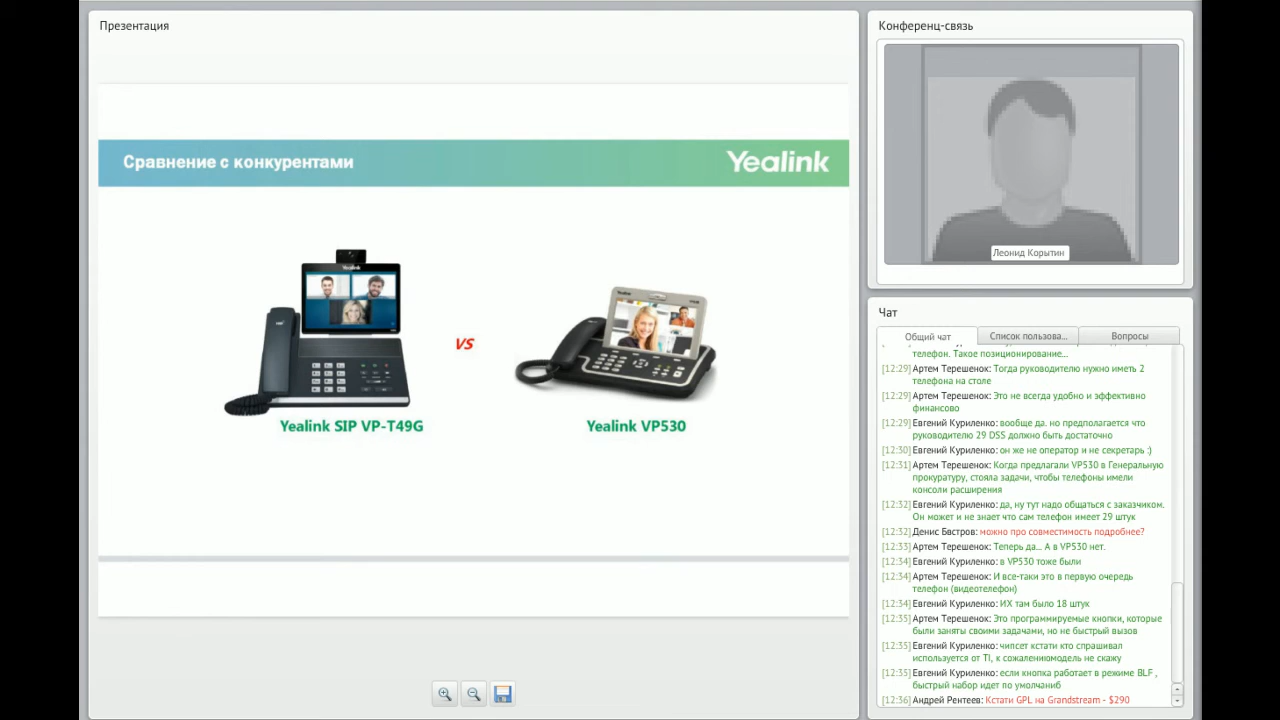 Презентация
Сравнение с конкурентами
Yealink
Yealink
VS
Yealink SIP VP-T49G
Yealink VP530
Конференц-связь
Леонид Корытин
Чат
Общий чат
Список пользова...
Вопросы
телефон. Такое позиционирование...
[12:29] Артем Терешенок: Тогда руководителю нужно иметь 2
телефона на столе
[12:29] Артем Терешенок: Это не всегда удобно и эффективно
финансово
[12:29] Евгений Куриленко: вообще да. но предполагается что
руководителю 29 DSS должно быть достаточно
[12:30] Евгений Куриленко: он же не оператор и не секретарь :)
[12:31] Артем Терешенок: Когда предлагали VP530 в Генеральную
прокуратуру, стояла задачи, чтобы телефоны имели
консоли расширения
[12:32] Евгений Куриленко: да, ну тут надо общаться с заказчиком.
Он может и не знает что сам телефон имеет 29 штук
[12:32] Денис Бвстров: можно про совместимость подробнее?
[12:33] Артем Терешенок: Теперь да... А в VP530 нет.
[12:34] Евгений Куриленко: в VP530 тоже были
[12:34] Артем Терешенок: И все-таки это в первую очередь
телефон (видеотелефон)
[12:34] Евгений Куриленко: ИХ там было 18 штук
[12:35] Артем Терешенок: Это программируемые кнопки, которые
были заняты своими задачами, но не быстрый вызов
[12:35] Евгений Куриленко: чипсет кстати кто спрашивал
используется от TI, к сожалениюмодель не скажу
[12:35] Евгений Куриленко: если кнопка работает в режиме BLF ,
быстрый набор идет по умолчаниб
[12:36] Андрей Рентеев: Кстати GPL на Grandstream - $290